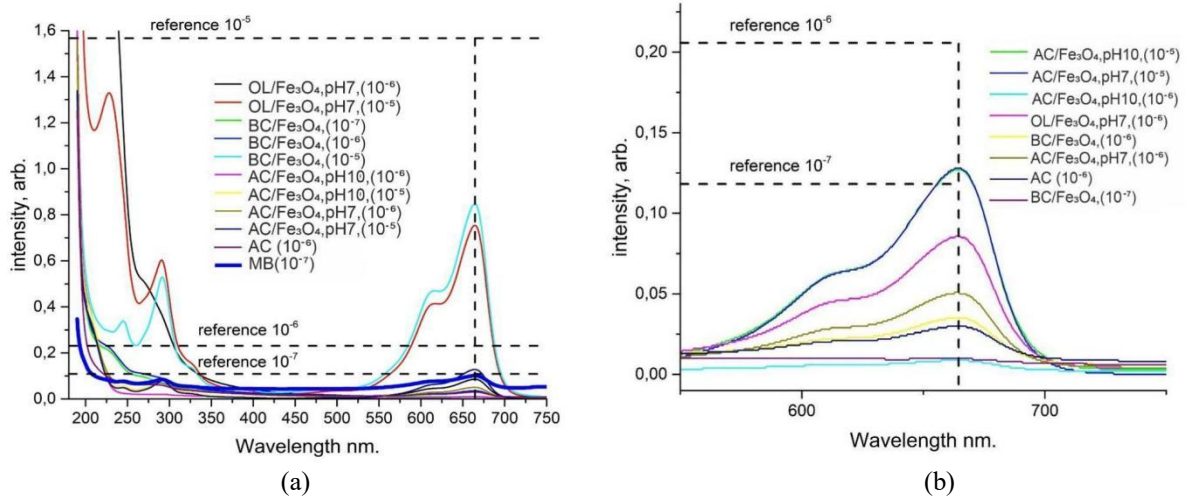 reference 10⁻⁵
1,6
1,4
1,2
1,0
0,8
0,6
0,4
0,2
0,0
intensity, arb.
OL/Fe₃O₄,pH7,(10⁻⁶)
OL/Fe₃O₄,pH7,(10⁻⁵)
BC/Fe₃O₄,(10⁻⁷)
BC/Fe₃O₄,(10⁻⁶)
BC/Fe₃O₄,(10⁻⁵)
AC/Fe₃O₄,pH10,(10⁻⁶)
AC/Fe₃O₄,pH10,(10⁻⁵)
AC/Fe₃O₄,pH7,(10⁻⁶)
AC/Fe₃O₄,pH7,(10⁻⁵)
AC (10⁻⁶)
MB(10⁻⁷)
reference 10⁻⁶
reference 10⁻⁷
200 250 300 350 400 450 500 550 600 650 700 750
Wavelength nm.
(a)
reference 10⁻⁶
0,20
0,15
0,10
0,05
0,00
intensity, arb.
reference 10⁻⁷
AC/Fe₃O₄,pH10,(10⁻⁵)
AC/Fe₃O₄,pH7,(10⁻⁵)
AC/Fe₃O₄,pH10,(10⁻⁶)
OL/Fe₃O₄,pH7,(10⁻⁶)
BC/Fe₃O₄,(10⁻⁶)
AC/Fe₃O₄,pH7,(10⁻⁶)
AC (10⁻⁶)
BC/Fe₃O₄,(10⁻⁷)
600 700
Wavelength nm.
(b)